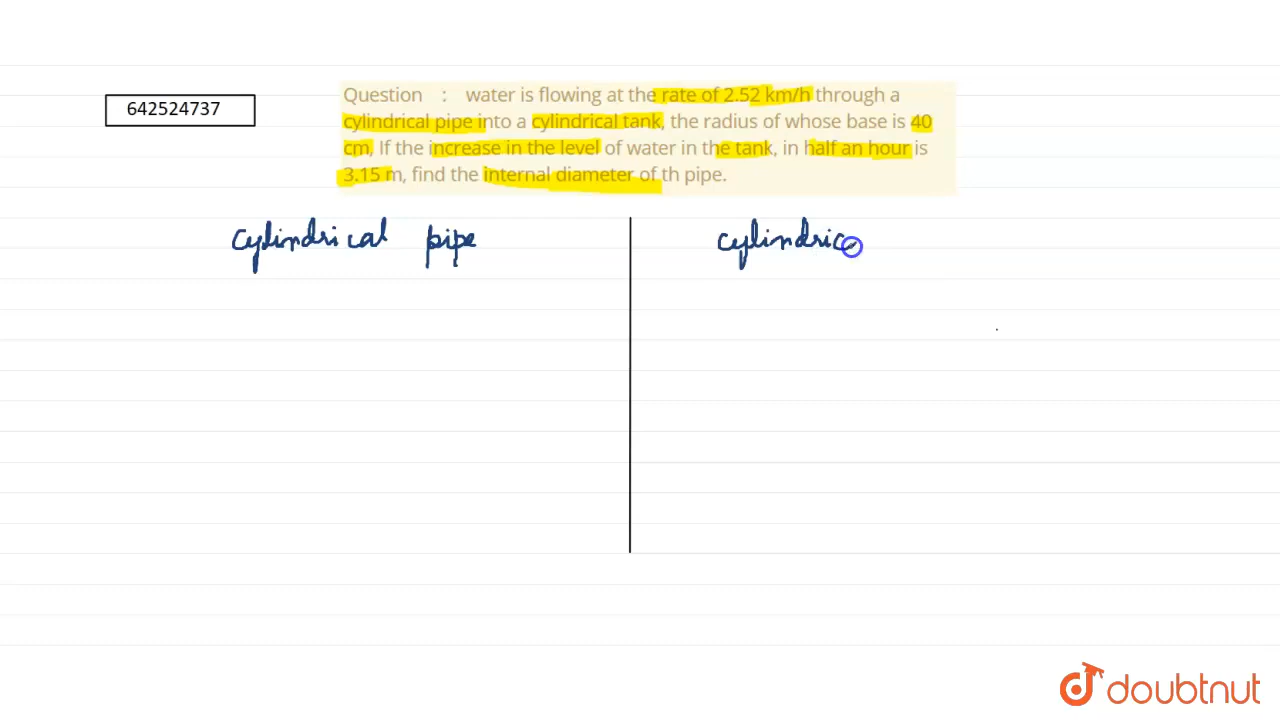 642524737
Question : water is flowing at the rate of 2.52 km/h through a
cylindrical pipe into a cylindrical tank, the radius of whose base is 40
cm, If the increase in the level of water in the tank, in half an hour is
3.15 m, find the internal diameter of th pipe.
cylindrical pipe
cylindric
doubtnut